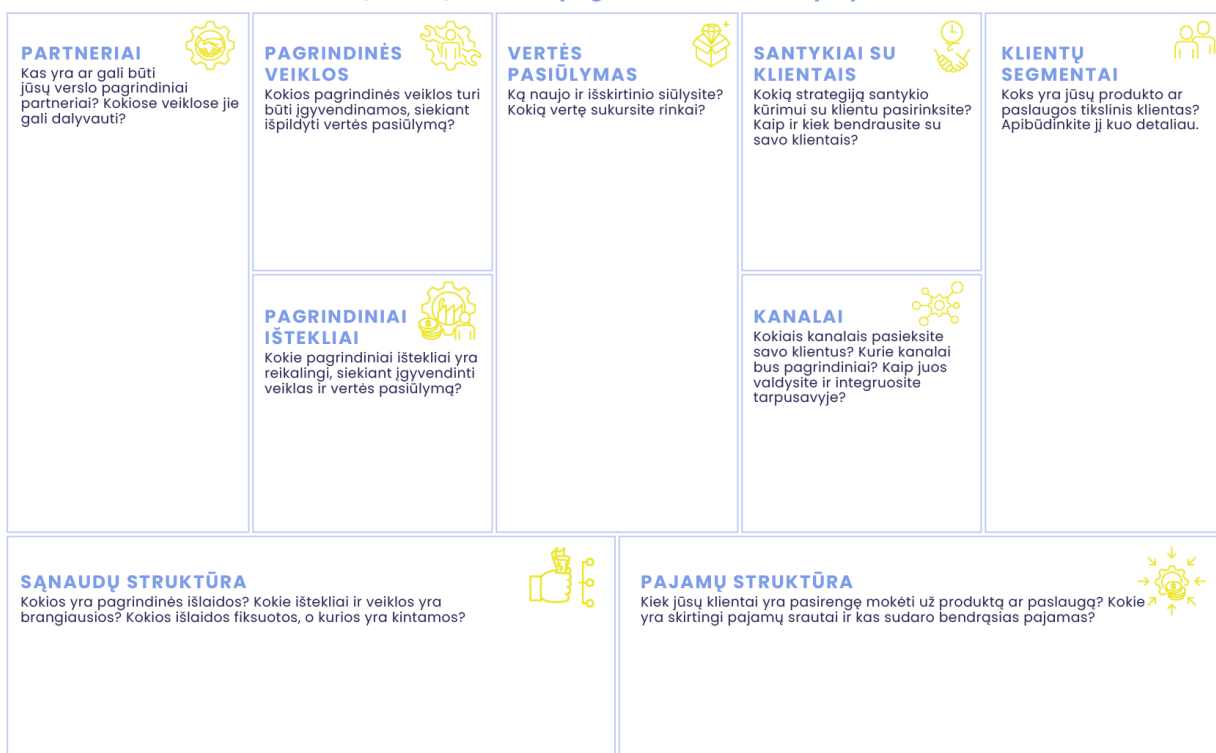 PARTNERIAI
Kas yra ar gali būti
jūsų verslo pagrindiniai
partneriai? Kokiose veiklose jie
gali dalyvauti?
PAGRINDINĖS
VEIKLOS
Kokios pagrindinės veiklos turi
būti įgyvendinamos, siekiant
išpildyti vertės pasiūlymą?
PAGRINDINIAI
IŠTEKLIAI
Kokie pagrindiniai ištekliai yra
reikalingi, siekiant įgyvendinti
veiklas ir vertės pasiūlymą?
VERTĖS
PASIŪLYMAS
Ką naujo ir išskirtinio siūlysite?
Kokią vertę sukursite rinkai?
SANTYKIAI SU
KLIENTAIS
Kokią strategiją santykio
kūrimui su klientu pasirinksite?
Kaip ir kiek bendrausite su
savo klientais?
KANALAI
Kokiais kanalais pasieksite
savo klientus? Kurie kanalai
bus pagrindiniai? Kaip juos
valdysite ir integruosite
tarpusavyje?
KLIENTŲ
SEGMENTAI
Koks yra jūsų produkto ar
paslaugos tikslinis klientas?
Apibūdinkite jį kuo detaliau.
SĄNAUDŲ STRUKTŪRA
Kokios yra pagrindinės išlaidos? Kokie ištekliai ir veiklos yra
brangiausios? Kokios išlaidos fiksuotos, o kurios yra kintamos?
PAJAMŲ STRUKTŪRA
Kiek jūsų klientai yra pasirengę mokėti už produktą ar paslaugą? Kokie
yra skirtingi pajamų srautai ir kas sudaro bendrąsias pajamas?